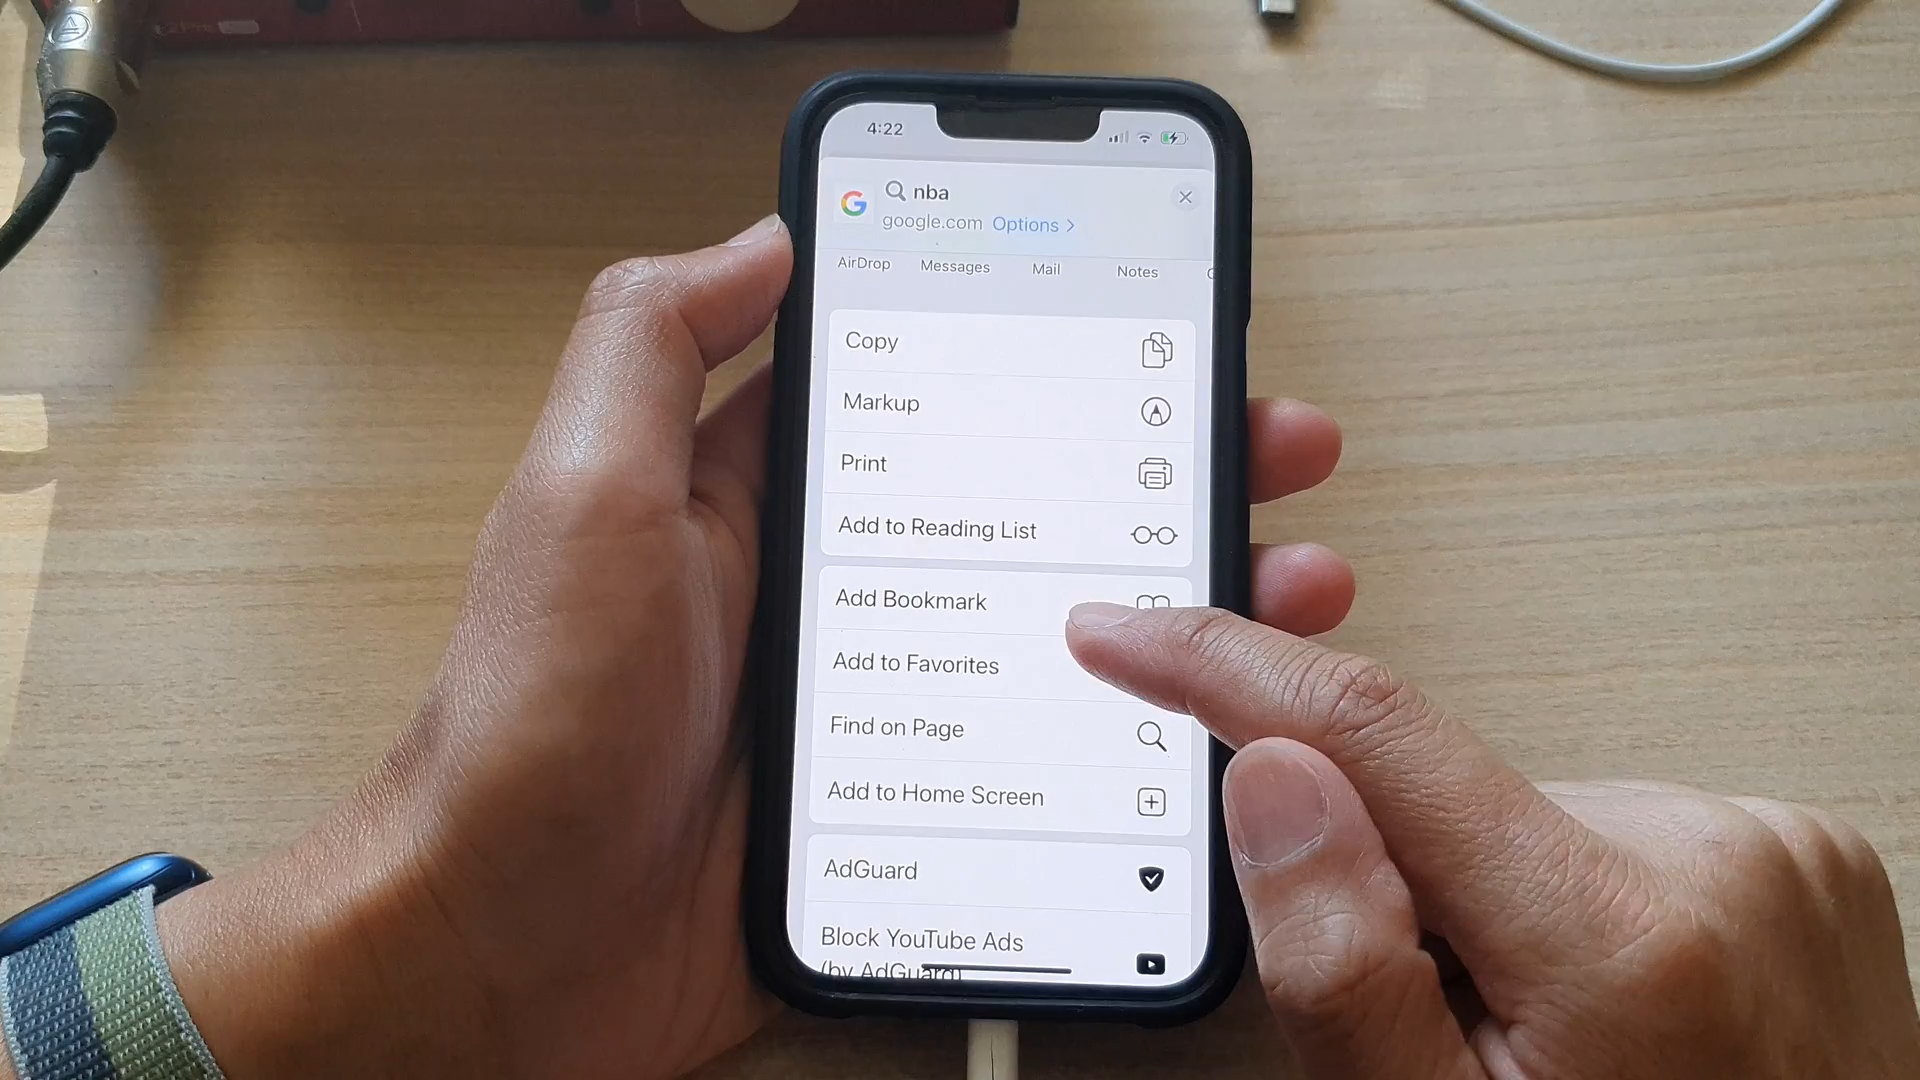 4:22
nba
google.com Options >
AirDrop Messages Mail Notes
Copy
Markup
Print
Add to Reading List
Add Bookmark
Add to Favorites
Find on Page
Add to Home Screen
AdGuard
Block YouTube Ads
(by AdGuard)